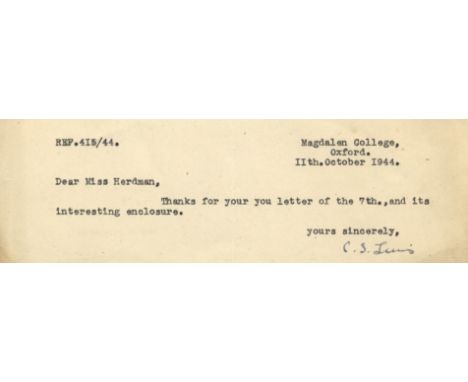 REF.415/44.
Magdalen College,
Oxford.
11th.October 1944.
Dear Miss Herdman,
Thanks for your you letter of the 7th.,and its
interesting enclosure.
yours sincerely,
C. S. Lewis